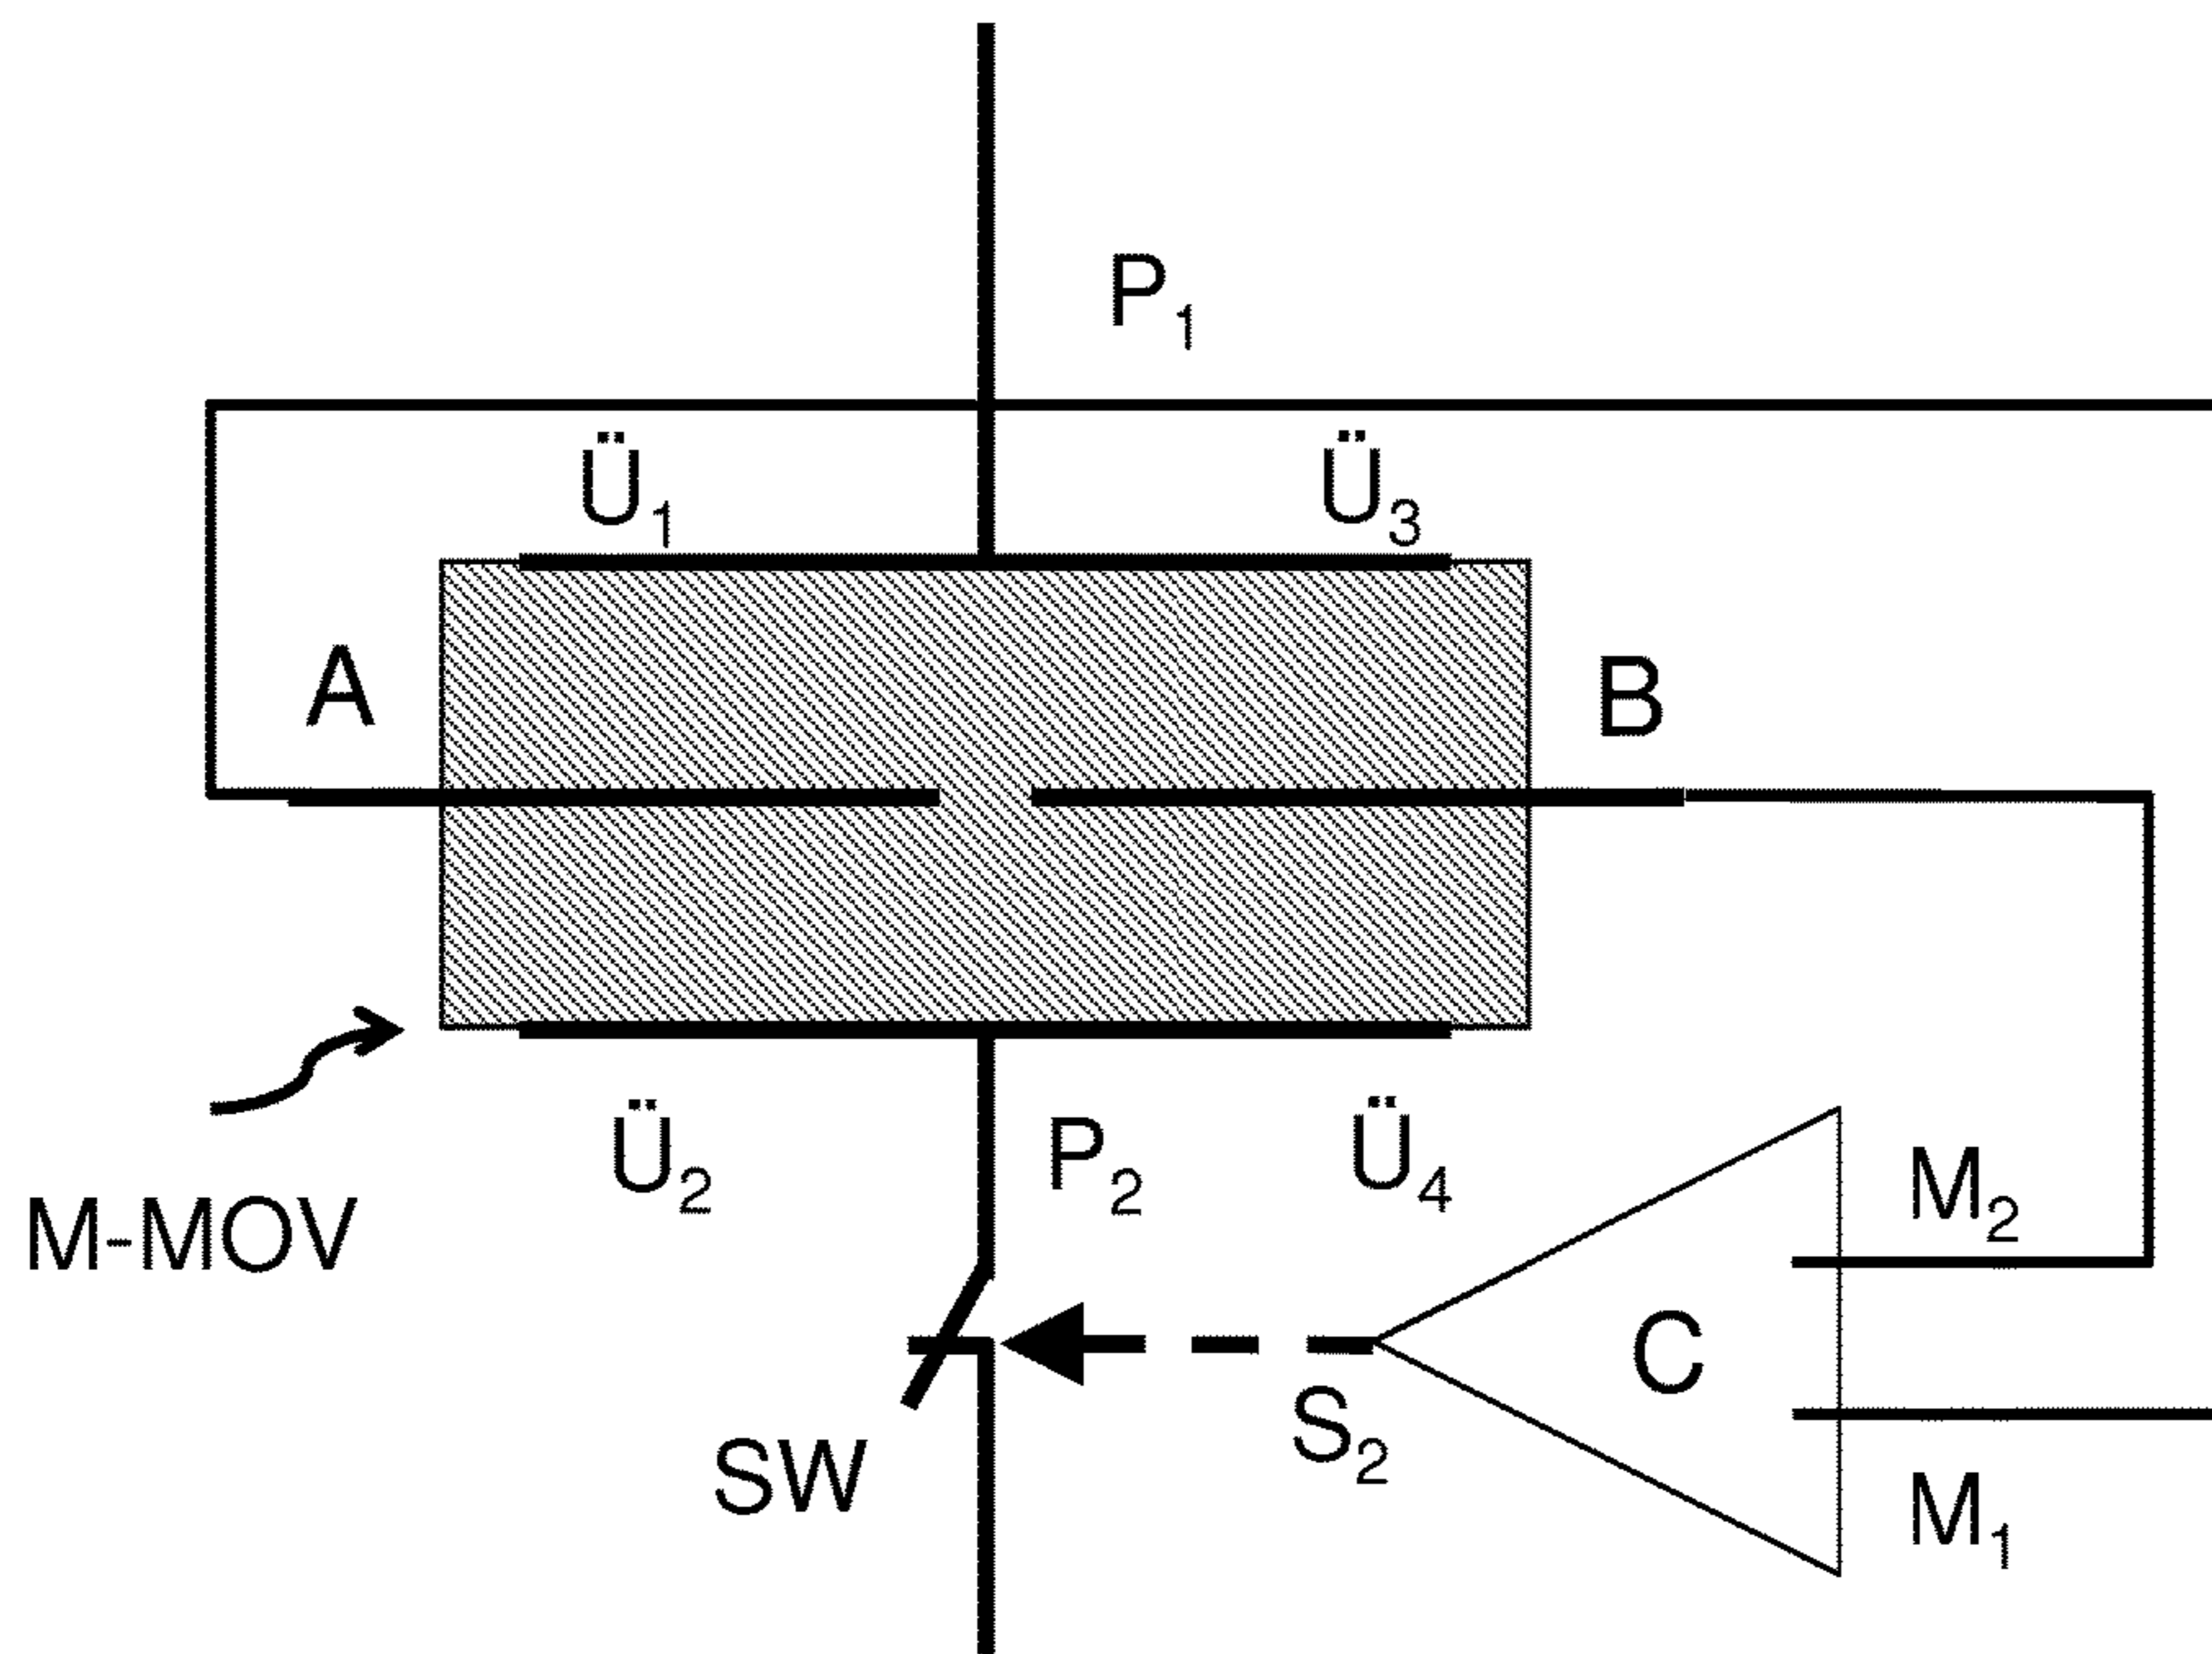 P₁
Ü₁ Ü₃
A B
Ü₂ P₂ Ü₄
M₂
M-MOV
C
S₂
SW
M₁